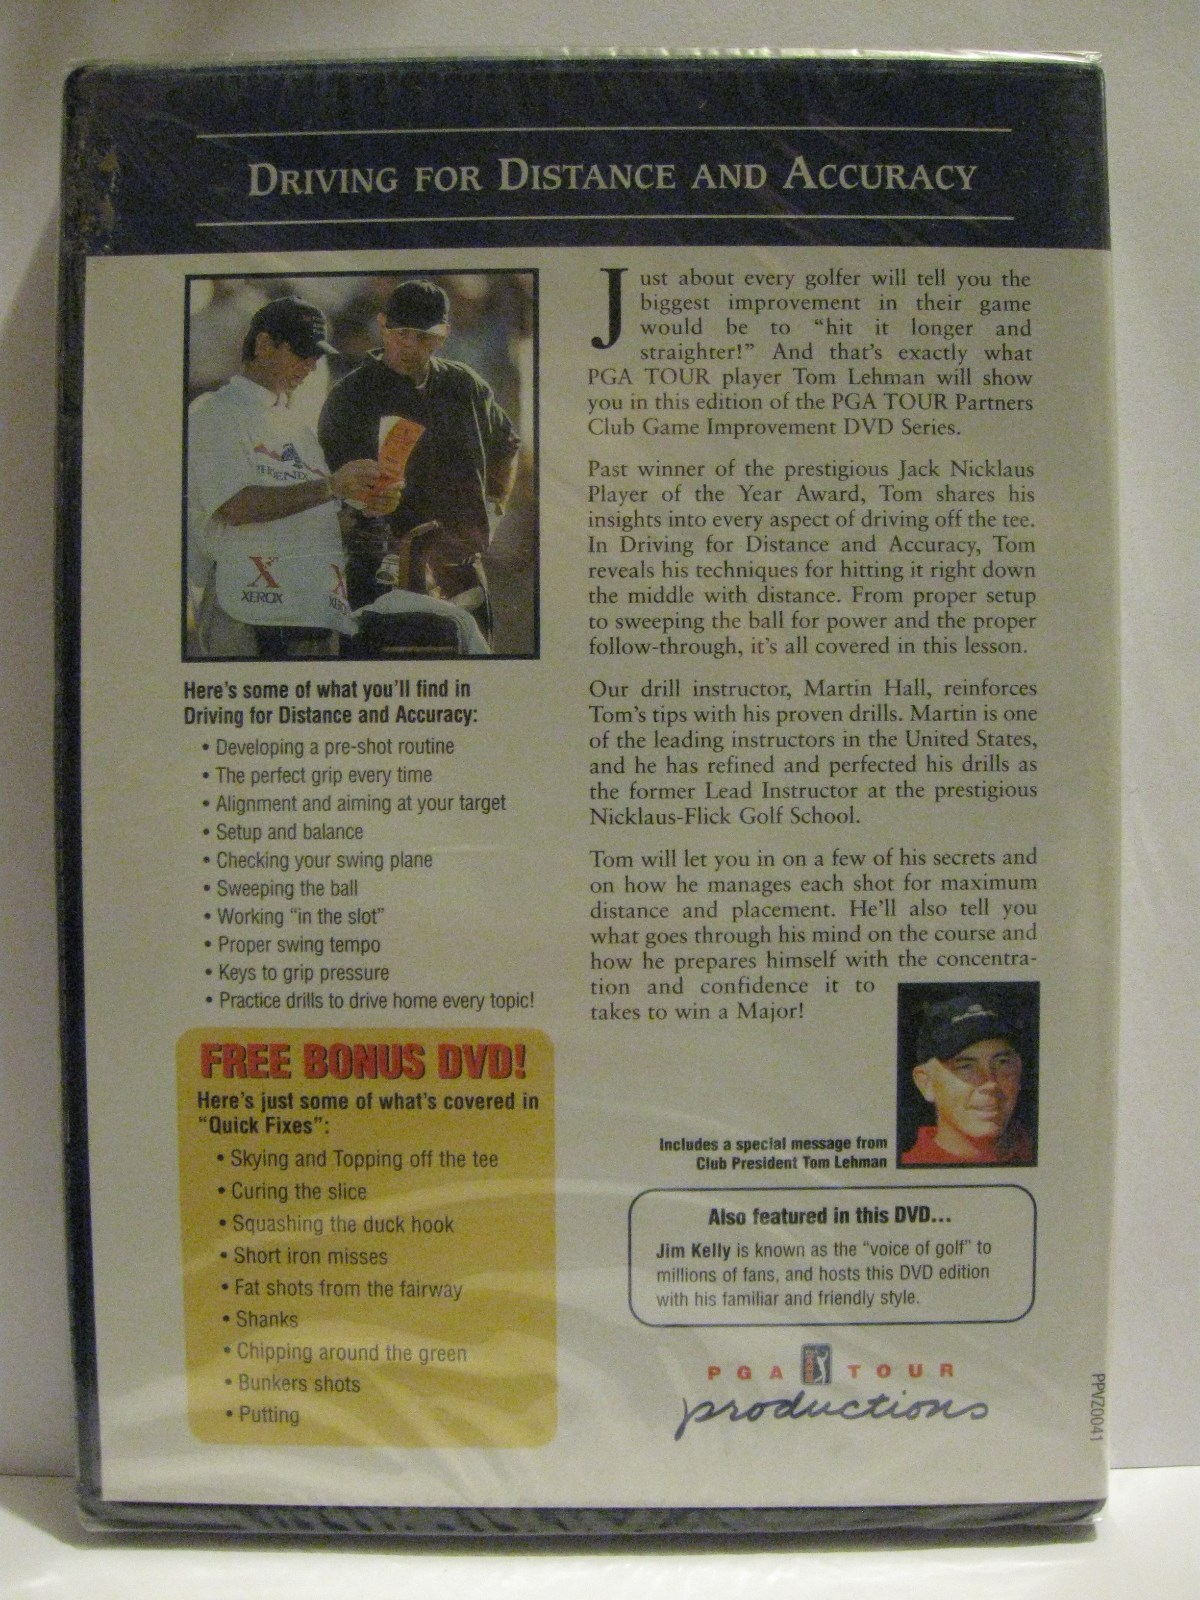 DRIVING FOR DISTANCE AND ACCURACY
PHOENIX
X
XEROX
X
Here's some of what you'll find in
Driving for Distance and Accuracy:
• Developing a pre-shot routine
• The perfect grip every time
• Alignment and aiming at your target
• Setup and balance
• Checking your swing plane
• Sweeping the ball
• Working "in the slot"
• Proper swing tempo
• Keys to grip pressure
• Practice drills to drive home every topic!
FREE BONUS DVD!
Here's just some of what's covered in
"Quick Fixes":
• Skying and Topping off the tee
• Curing the slice
• Squashing the duck hook
• Short iron misses
• Fat shots from the fairway
• Shanks
• Chipping around the green
• Bunkers shots
• Putting
Just about every golfer will tell you the
biggest improvement in their game
would be to "hit it longer and
straighter!" And that's exactly what
PGA TOUR player Tom Lehman will show
you in this edition of the PGA TOUR Partners
Club Game Improvement DVD Series.
Past winner of the prestigious Jack Nicklaus
Player of the Year Award, Tom shares his
insights into every aspect of driving off the tee.
In Driving for Distance and Accuracy, Tom
reveals his techniques for hitting it right down
the middle with distance. From proper setup
to sweeping the ball for power and the proper
follow-through, it's all covered in this lesson.
Our drill instructor, Martin Hall, reinforces
Tom's tips with his proven drills. Martin is one
of the leading instructors in the United States,
and he has refined and perfected his drills as
the former Lead Instructor at the prestigious
Nicklaus-Flick Golf School.
Tom will let you in on a few of his secrets and
on how he manages each shot for maximum
distance and placement. He'll also tell you
what goes through his mind on the course and
how he prepares himself with the concentra-
tion and confidence it to
takes to win a Major!
Includes a special message from
Club President Tom Lehman
Also featured in this DVD...
Jim Kelly is known as the "voice of golf" to
millions of fans, and hosts this DVD edition
with his familiar and friendly style.
PGA TOUR
productions
PPVZ0041